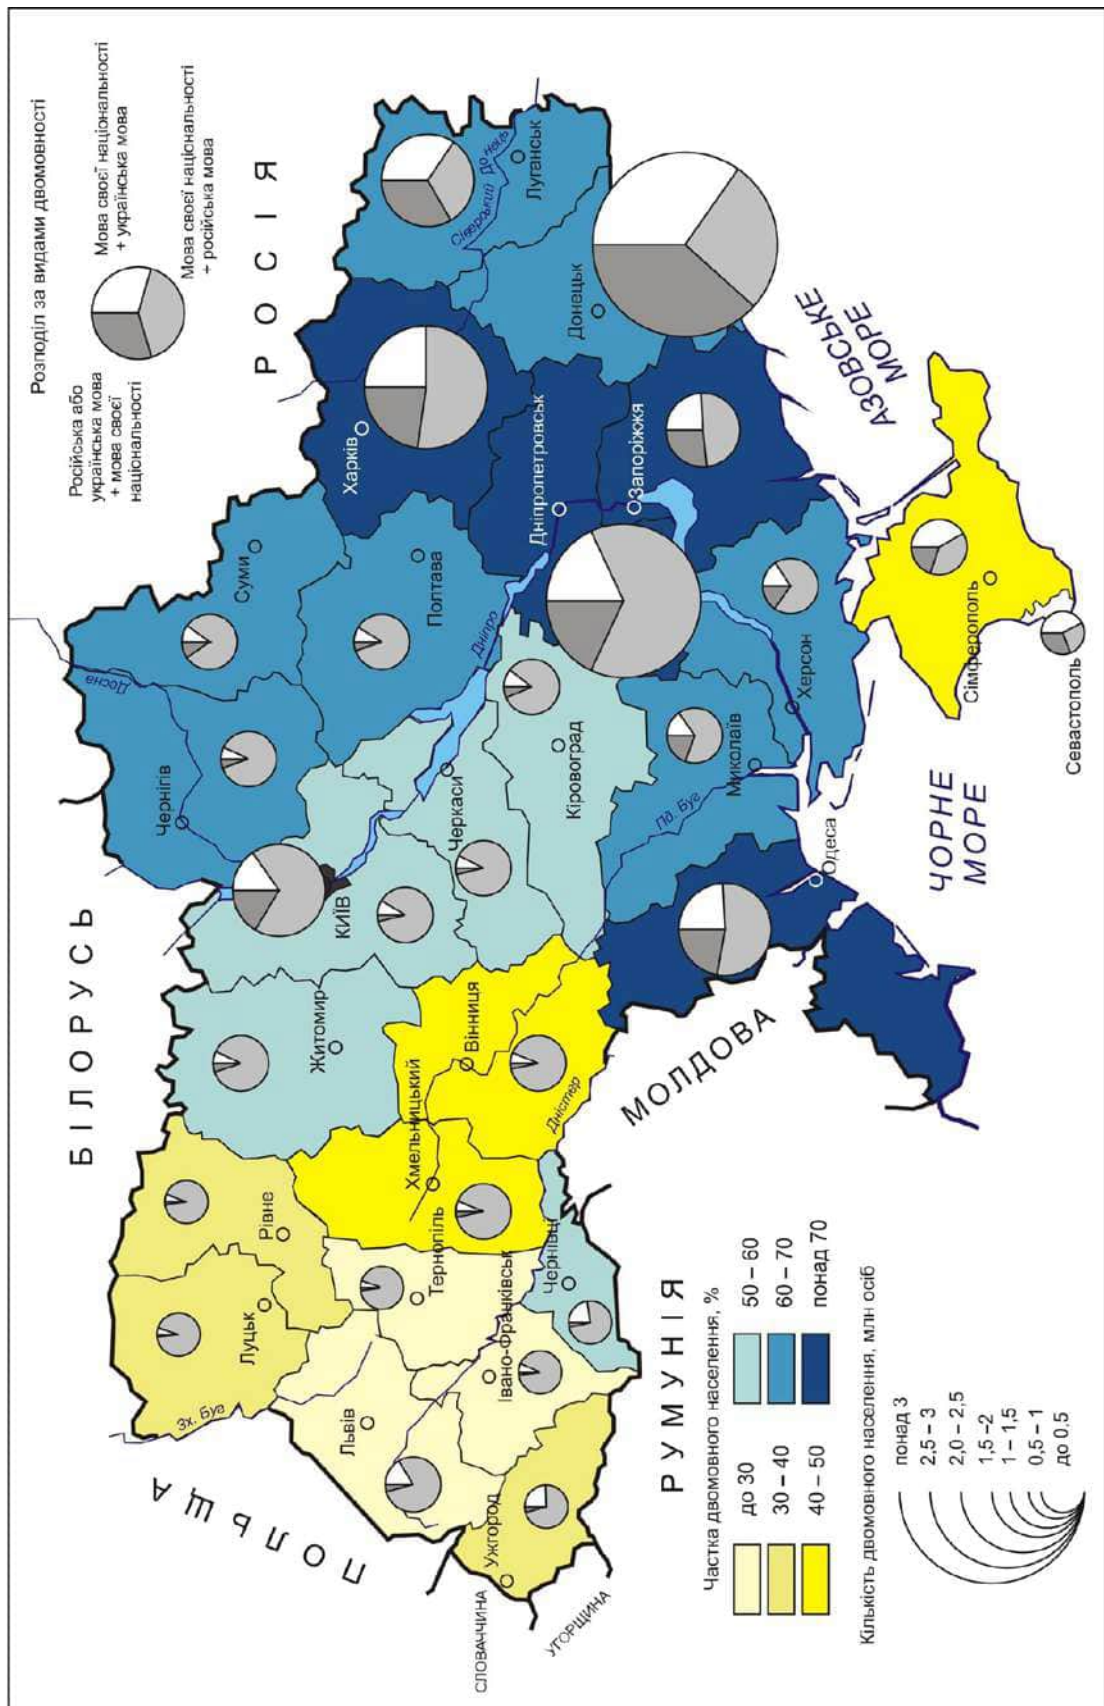 Розподіл за видами двомовності
Російська або
українська мова
+ мова своєї
національності
Мова своєї національності
+ українська мова
Мова своєї національності
+ російська мова
БІЛОРУСЬ
РОСІЯ
ПОЛЬЩА
СЛОВАЧЧИНА
УГОРЩИНА
РУМУНІЯ
МОЛДОВА
ЧОРНЕ
МОРЕ
АЗОВСЬКЕ
МОРЕ
Зх. Буг
Луцьк
Рівне
Львів
Тернопіль
Хмельницький
Івано-Франківськ
Ужгород
Чернівці
Житомир
Вінниця
Дністер
КИЇВ
Чернігів
Десна
Суми
Полтава
Черкаси
Дніпро
Кіровоград
Пд. Буг
Миколаїв
Одеса
Херсон
Харків
Дніпропетровськ
Запоріжжя
Донецьк
Луганськ
Сіверський Донець
Сімферополь
Севастополь
Частка двомовного населення, %
до 30
30 – 40
40 – 50
50 – 60
60 – 70
понад 70
Кількість двомовного населення, млн осіб
понад 3
2,5 – 3
2,0 – 2,5
1,5 –2
1 – 1,5
0,5 – 1
до 0,5